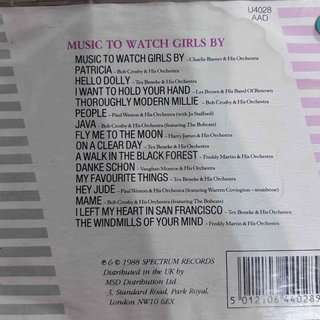 U4028
AAD
MUSIC TO WATCH GIRLS BY
MUSIC TO WATCH GIRLS BY – Charlie Barnet & His Orchestra
PATRICIA – Bob Crosby & His Orchestra
HELLO DOLLY – Tex Beneke & His Orchestra
I WANT TO HOLD YOUR HAND – Les Brown & His Band of Renown
THOROUGHLY MODERN MILLIE – Bob Crosby & His Orchestra
PEOPLE – Paul Weston & His Orchestra (with Jo Stafford)
JAVA – Bob Crosby & His Orchestra (featuring The Bobcats)
FLY ME TO THE MOON – Harry James & His Orchestra
ON A CLEAR DAY – Tex Beneke & His Orchestra
A WALK IN THE BLACK FOREST – Freddy Martin & His Orchestra
DANKE SCHON – Vaughan Monroe & His Orchestra
MY FAVOURITE THINGS – Tex Beneke & His Orchestra
HEY JUDE – Paul Weston & His Orchestra (featuring Warren Covington – trombone)
MAME – Bob Crosby & His Orchestra (featuring The Bobcats)
I LEFT MY HEART IN SAN FRANCISCO – Tex Beneke & His Orchestra
THE WINDMILLS OF YOUR MIND – Freddy Martin & His Orchestra
℗ © 1988 SPECTRUM RECORDS
Distributed in the UK by
MSD Distribution Ltd
3, Standard Road, Park Royal,
London NW10 6EX
5 012106 440289